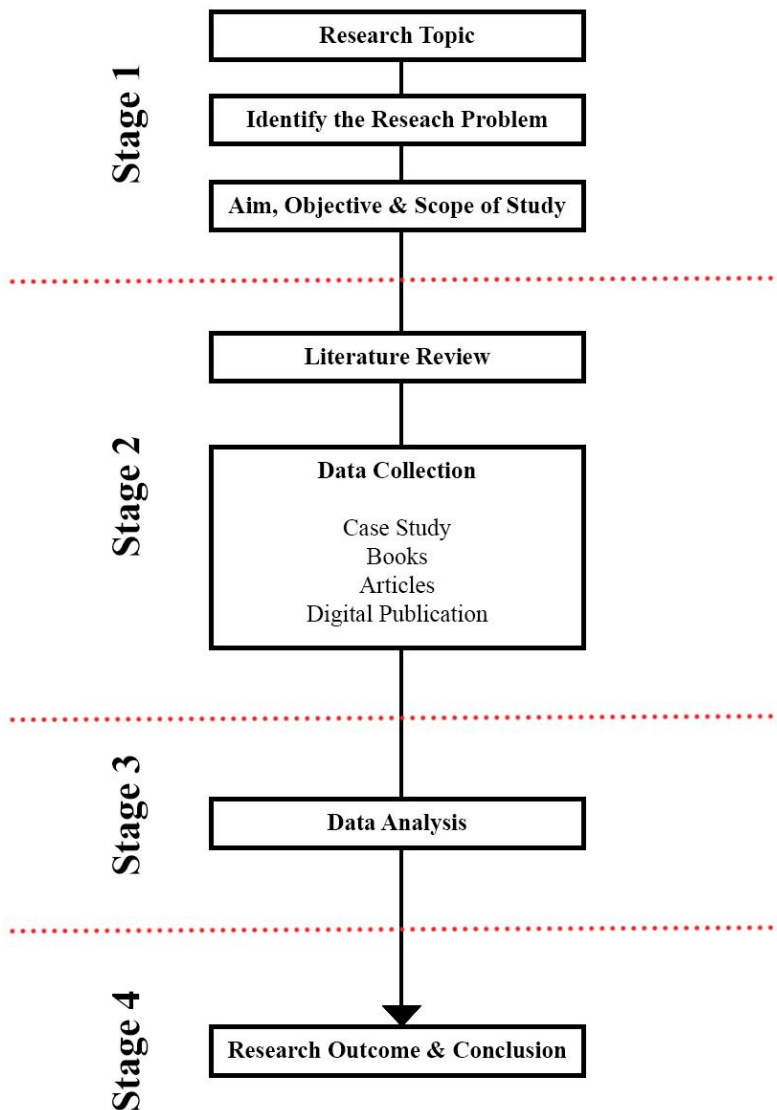 Stage 1
Research Topic
Identify the Reseach Problem
Aim, Objective & Scope of Study
Stage 2
Literature Review
Data Collection
Case Study
Books
Articles
Digital Publication
Stage 3
Data Analysis
Stage 4
Research Outcome & Conclusion